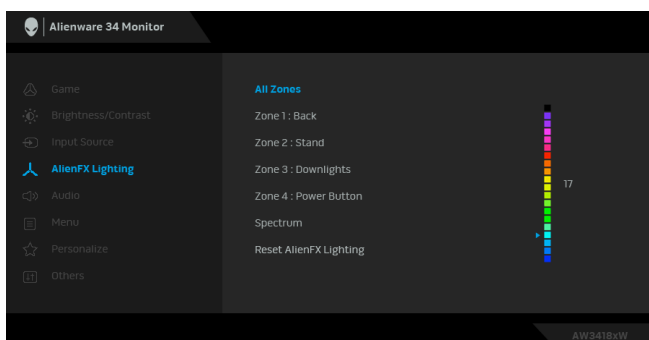 Alienware 34 Monitor
Game
Brightness/Contrast
Input Source
AlienFX Lighting
Audio
Menu
Personalize
Others
All Zones
Zone 1 : Back
Zone 2 : Stand
Zone 3 : Downlights
Zone 4 : Power Button
Spectrum
Reset AlienFX Lighting
17
AW3418xW